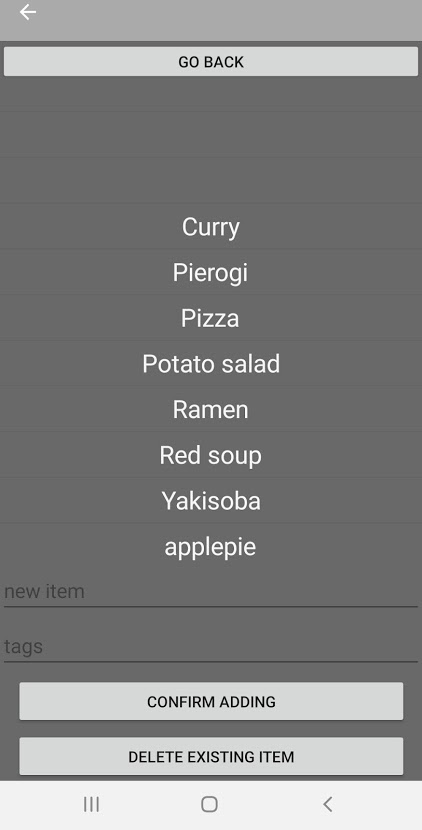 GO BACK
Curry
Pierogi
Pizza
Potato salad
Ramen
Red soup
Yakisoba
applepie
new item
tags
CONFIRM ADDING
DELETE EXISTING ITEM